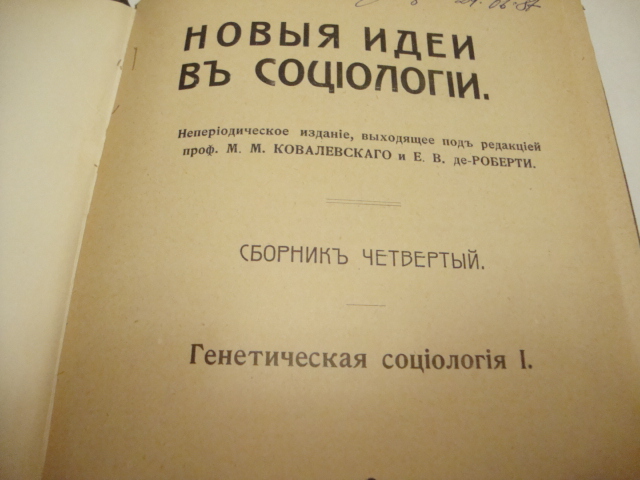 НОВЫЯ ИДЕИ
ВЪ СОЦІОЛОГІИ.
Неперіодическое изданіе, выходящее подъ редакціей
проф. М. М. КОВАЛЕВСКАГО и Е. В. де-РОБЕРТИ.
СБОРНИКЪ ЧЕТВЕРТЫЙ.
Генетическая соціологія I.